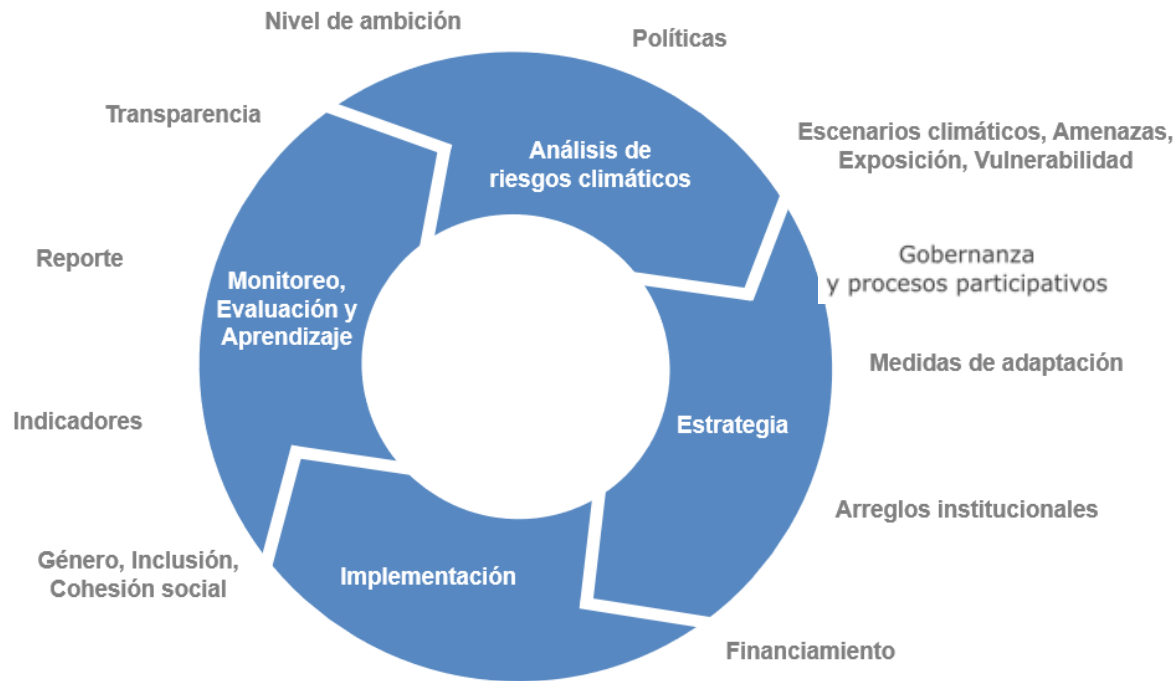 Nivel de ambición
Políticas
Transparencia
Escenarios climáticos, Amenazas,
Exposición, Vulnerabilidad
Análisis de
riesgos climáticos
Gobernanza
y procesos participativos
Reporte
Monitoreo,
Evaluación y
Aprendizaje
Medidas de adaptación
Indicadores
Estrategia
Arreglos institucionales
Género, Inclusión,
Cohesión social
Implementación
Financiamiento